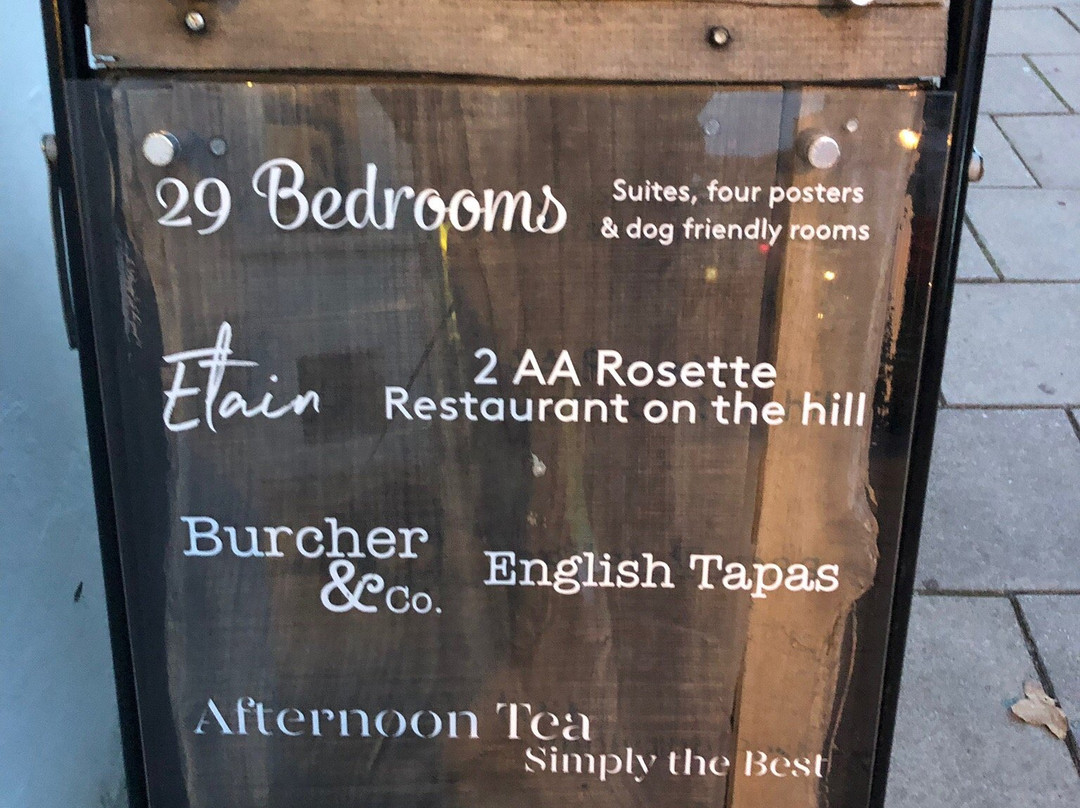 29 Bedrooms
Suites, four posters
& dog friendly rooms
Etain
2 AA Rosette
Restaurant on the hill
Burcher
& Co.
English Tapas
Afternoon Tea
Simply the Best